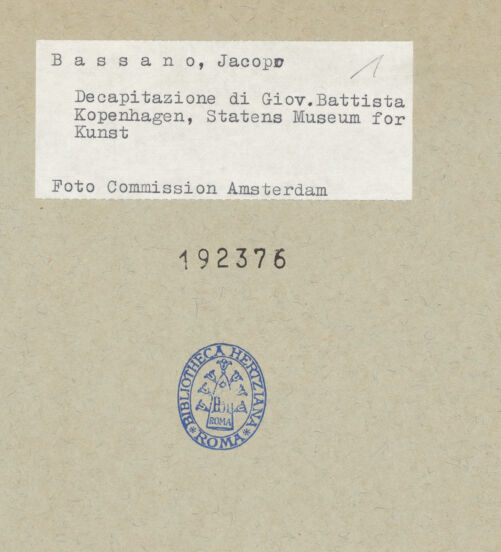 Bassano, Jacopo
1
Decapitazione di Giov.Battista
Kopenhagen, Statens Museum for
Kunst
Foto Commission Amsterdam
192376
BIBLIOTHECA HERTZIANA
ROMA
*ROMA*